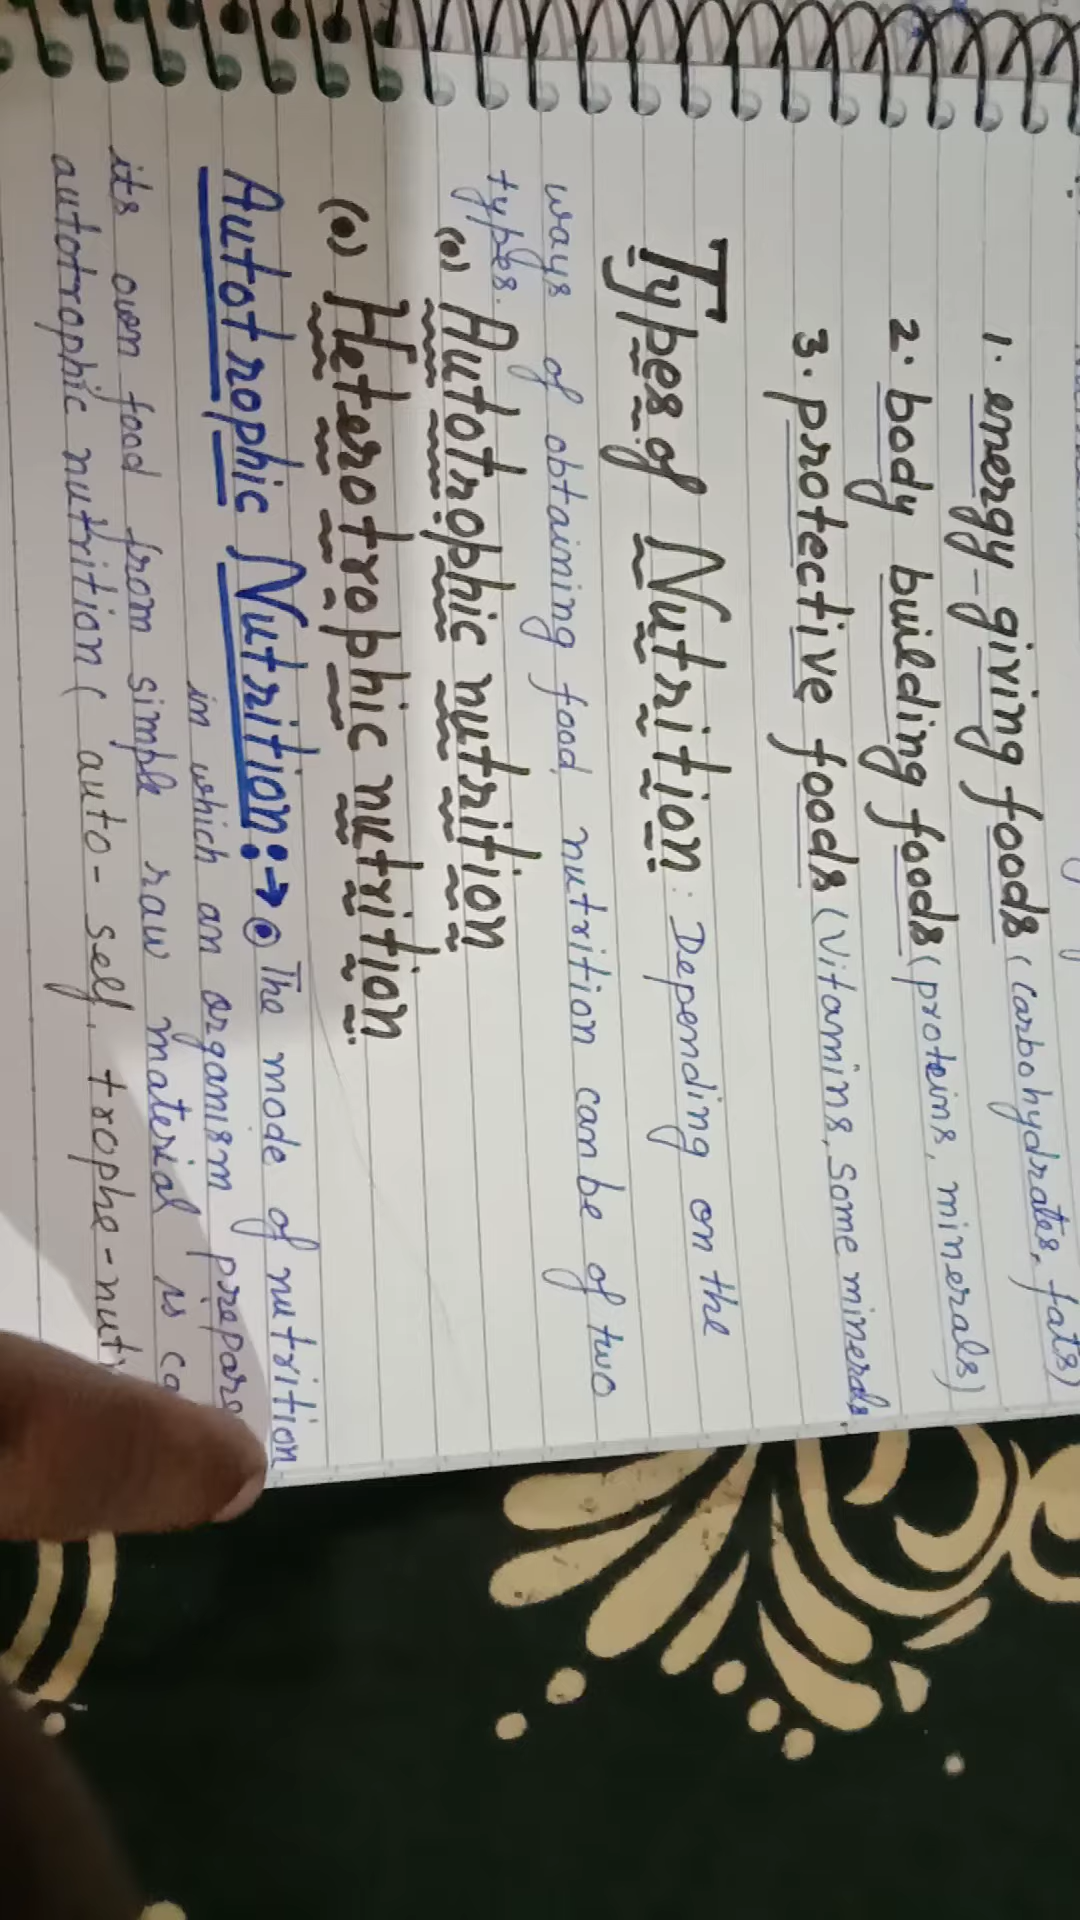 1. energy-giving foods (carbohydrates, fats)
2. body building foods (proteins, minerals)
3. protective foods (Vitamins, some minerals
Types of Nutrition: Depending on the
ways of obtaining food, nutrition can be of two
types.
(•) Autotrophic nutrition
(•) Heterotrophic nutrition
Autotrophic Nutrition:→ ⦿ The mode of nutrition
in which an organism prepare
its own food from simple raw material is ca
autotrophic nutrition ( auto- self, trophe-nut